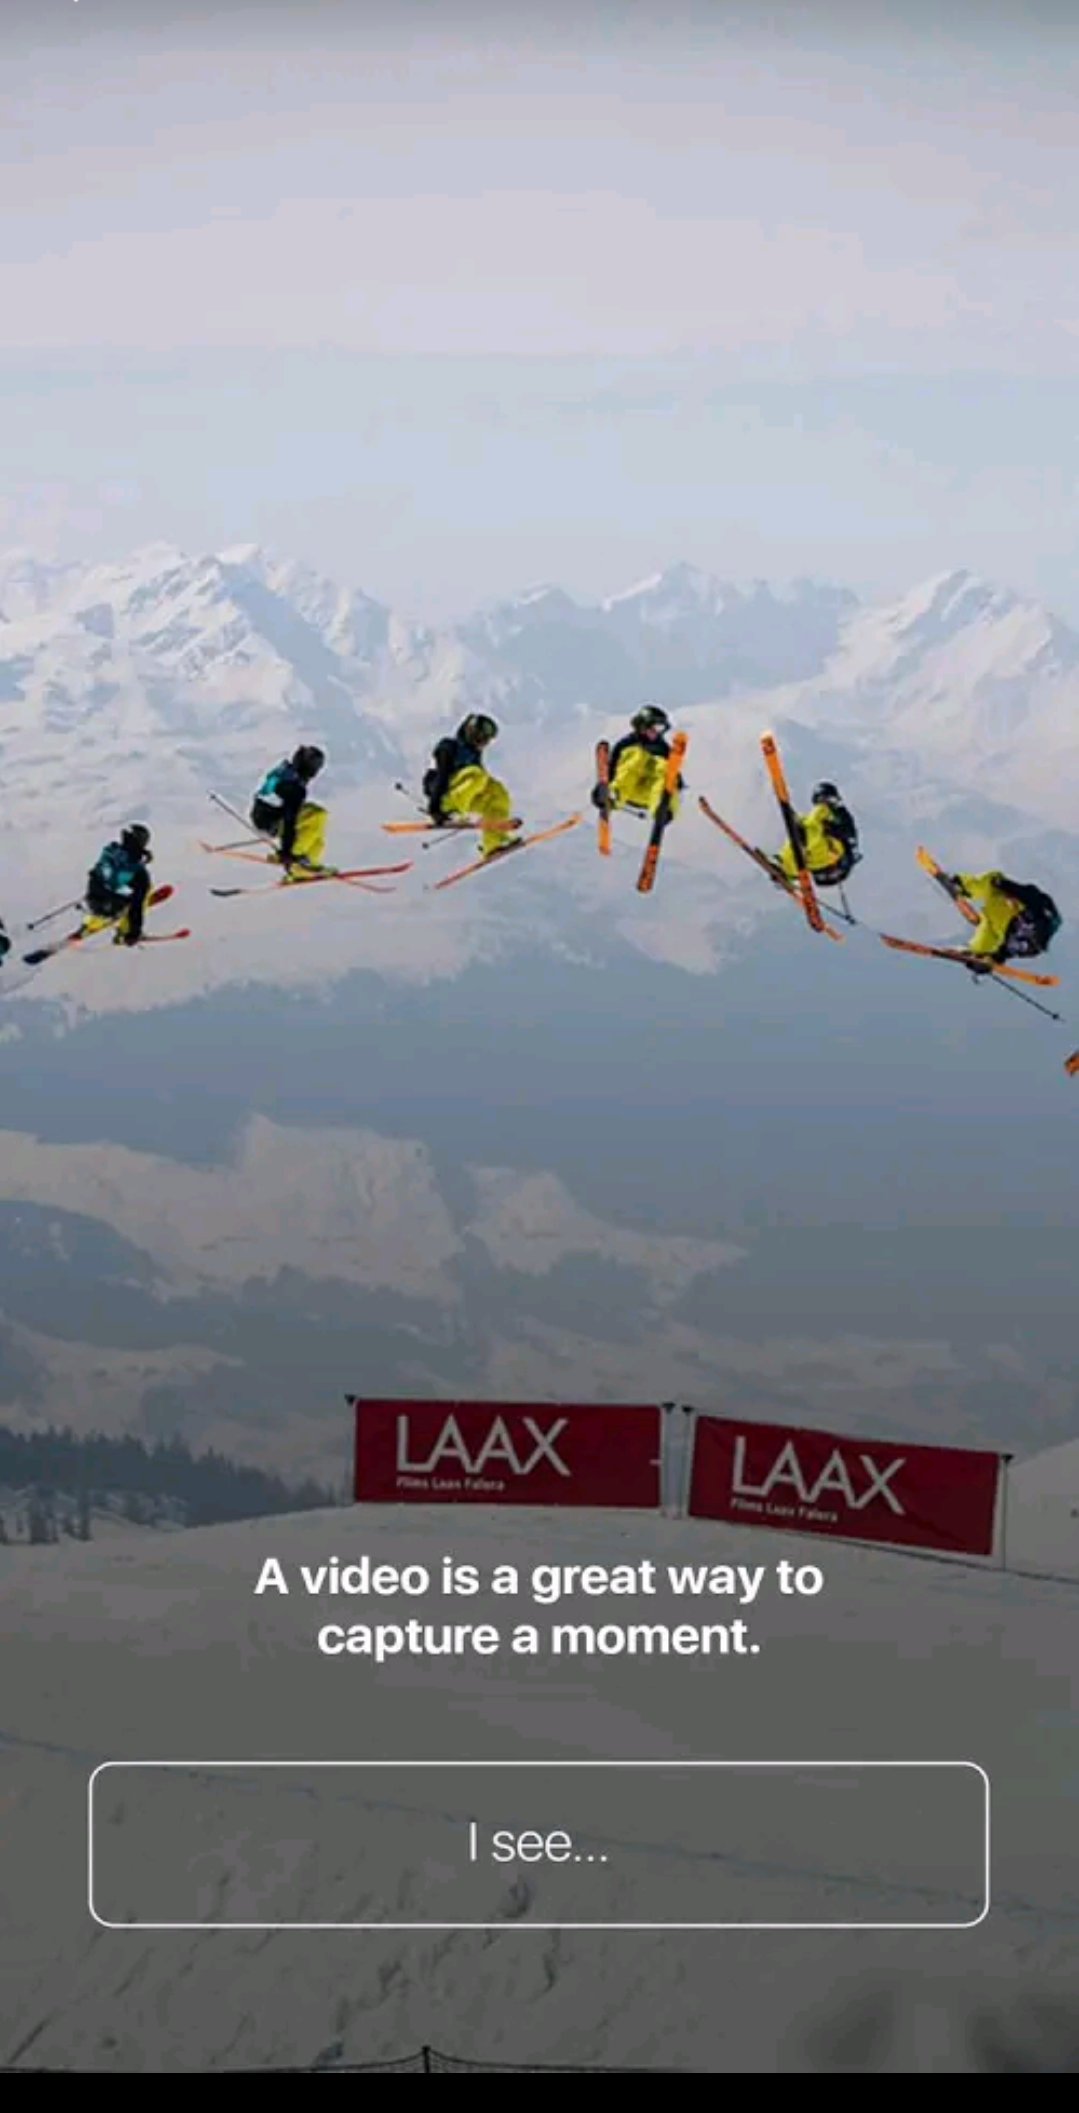 LAAX
Flims Laax Falera
LAAX
Flims Laax Falera
A video is a great way to
capture a moment.
I see...